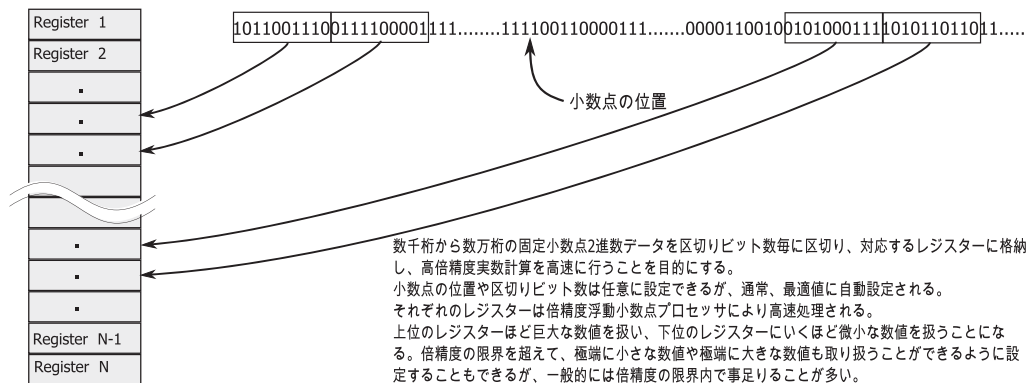 Register 1
Register 2
.
.
.
.
.
.
Register N-1
Register N
10110011100111100001111........1111100110000111.......00000110010010100011110101101101 1.....
小数点の位置
数千桁から数万桁の固定小数点2進数データを区切りビット数毎に区切り、対応するレジスターに格納
し、高倍精度実数計算を高速に行うことを目的にする。
小数点の位置や区切りビット数は任意に設定できるが、通常、最適値に自動設定される。
それぞれのレジスターは倍精度浮動小数点プロセッサにより高速処理される。
上位のレジスターほど巨大な数値を扱い、下位のレジスターにいくほど微小な数値を扱うことにな
る。倍精度の限界を超えて、極端に小さな数値や極端に大きな数値も取り扱うことができるように設
定することもできるが、一般的には倍精度の限界内で事足りることが多い。